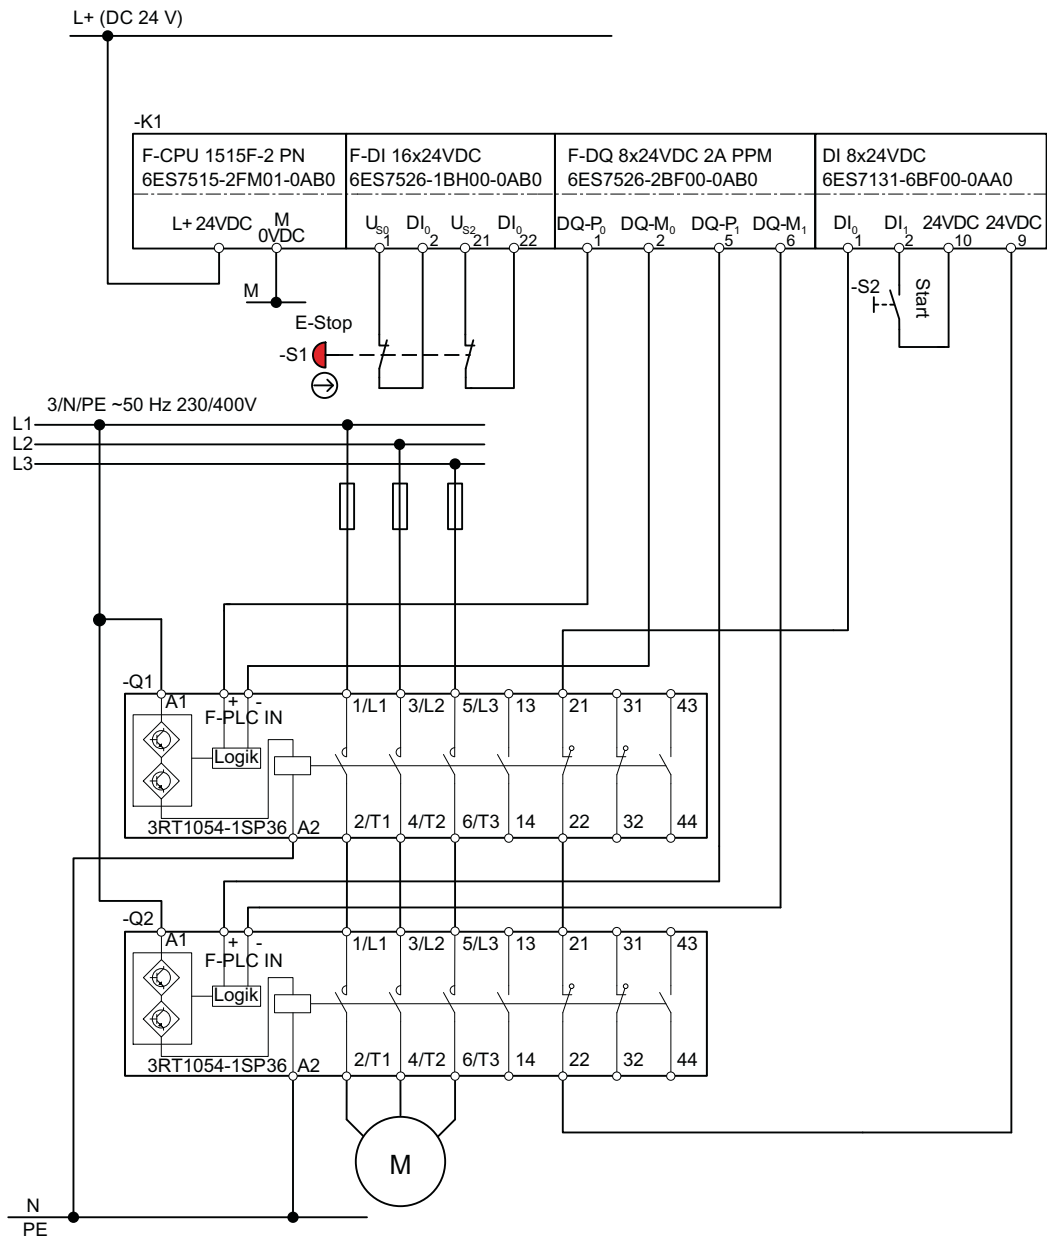 L+ (DC 24 V)
-K1
F-CPU 1515F-2 PN
6ES7515-2FM01-0AB0
F-DI 16x24VDC
6ES7526-1BH00-0AB0
F-DQ 8x24VDC 2A PPM
6ES7526-2BF00-0AB0
DI 8x24VDC
6ES7131-6BF00-0AA0
L+ 24VDC
M
0VDC
US0 DI0 US2 DI0
1 2 21 22
DQ-P0 DQ-M0 DQ-P1 DQ-M1
1 2 5 6
DI0 DI1 24VDC 24VDC
1 2 10 9
M
E-Stop
-S1
-S2
Start
3/N/PE ~50 Hz 230/400V
L1
L2
L3
-Q1
A1
+ -
F-PLC IN
Logik
1/L1 3/L2 5/L3 13 21 31 43
3RT1054-1SP36 A2
2/T1 4/T2 6/T3 14 22 32 44
-Q2
A1
+ -
F-PLC IN
Logik
1/L1 3/L2 5/L3 13 21 31 43
3RT1054-1SP36 A2
2/T1 4/T2 6/T3 14 22 32 44
M
N
PE